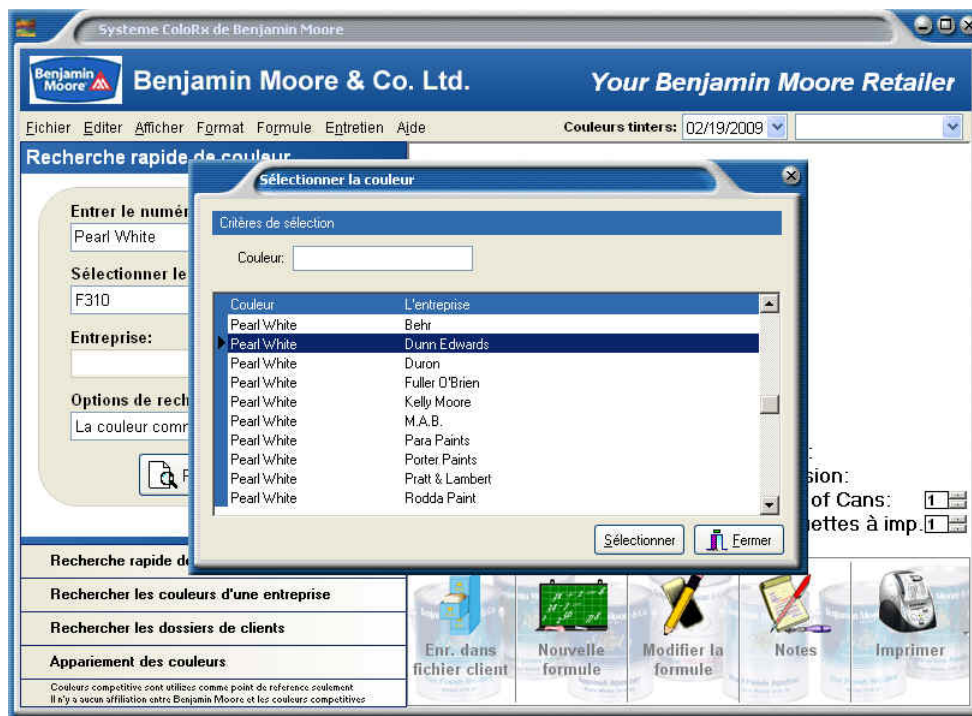 Systeme ColoRx de Benjamin Moore
Benjamin Moore
Benjamin Moore & Co. Ltd.
Your Benjamin Moore Retailer
Fichier Editer Afficher Format Formule Entretien Ajde
Couleurs tinters: 02/19/2009
Recherche rapide de couleur
Sélectionner la couleur
Entrer le numér
Pearl White
Sélectionner le
F310
Entreprise:
Options de rech
La couleur comr
Critères de sélection
Couleur:
Couleur L'entreprise
Pearl White Behr
Pearl White Dunn Edwards
Pearl White Duron
Pearl White Fuller O'Brien
Pearl White Kelly Moore
Pearl White M.A.B.
Pearl White Para Paints
Pearl White Porter Paints
Pearl White Pratt & Lambert
Pearl White Rodda Paint
Sélectionner Fermer
sion:
of Cans: 1
uettes à imp. 1
Recherche rapide de
Rechercher les couleurs d'une entreprise
Rechercher les dossiers de clients
Appariement des couleurs
Couleurs competitive sont utilizes comme point de reference seulement
Il n'y a aucun affiliation entre Benjamin Moore et les couleurs competitives
Enr. dans fichier client
Nouvelle formule
Modifier la formule
Notes
Imprimer